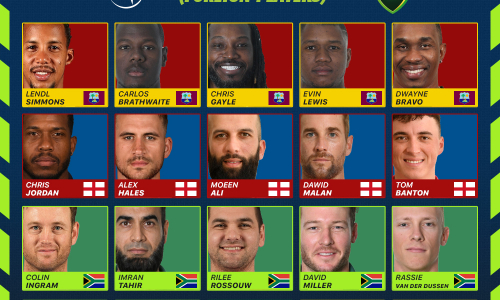 (FOREIGN PLAYERS)
LENDL
SIMMONS
CARLOS
BRATHWAITE
CHRIS
GAYLE
EVIN
LEWIS
DWAYNE
BRAVO
CHRIS
JORDAN
ALEX
HALES
MOEEN
ALI
DAWID
MALAN
TOM
BANTON
COLIN
INGRAM
IMRAN
TAHIR
RILEE
ROSSOUW
DAVID
MILLER
RASSIE
VAN DER DUSSEN